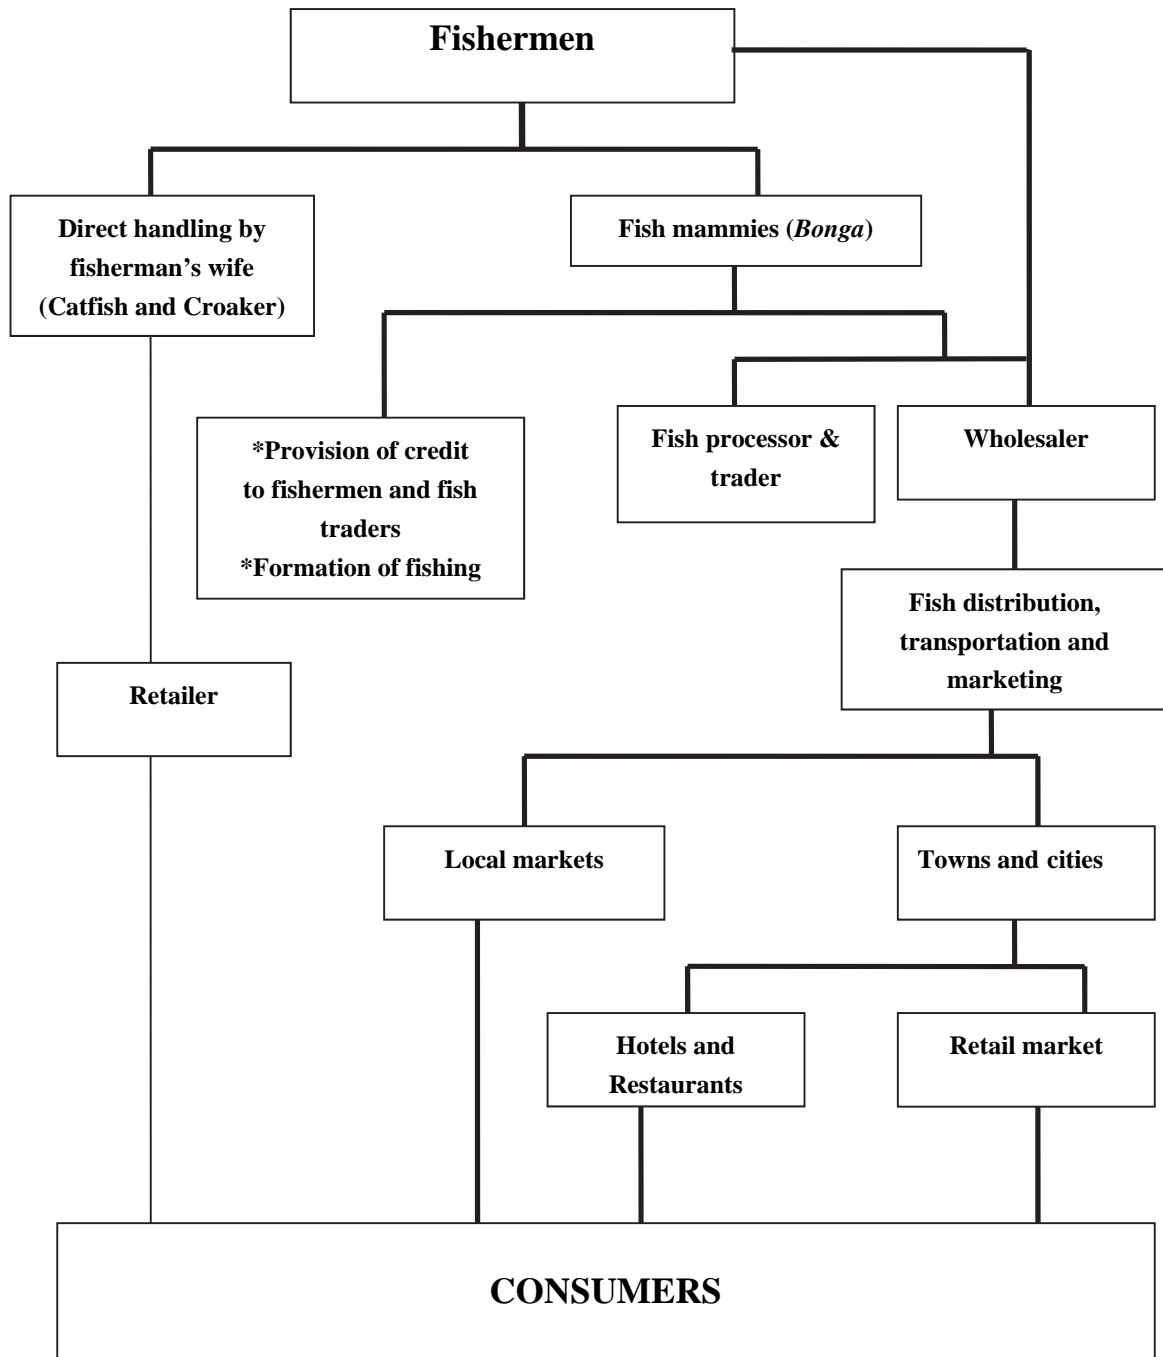 Fishermen
Direct handling by
fisherman’s wife
(Catfish and Croaker)
Fish mammies (Bonga)
*Provision of credit
to fishermen and fish
traders
*Formation of fishing
Fish processor &
trader
Wholesaler
Fish distribution,
transportation and
marketing
Retailer
Local markets
Towns and cities
Hotels and
Restaurants
Retail market
CONSUMERS